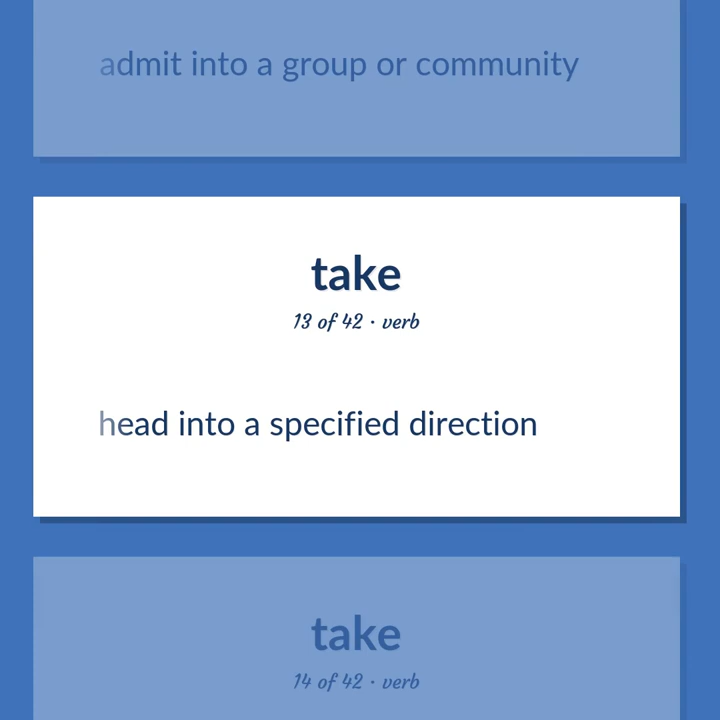 admit into a group or community
take
13 of 42 · verb
head into a specified direction
take
14 of 42 · verb